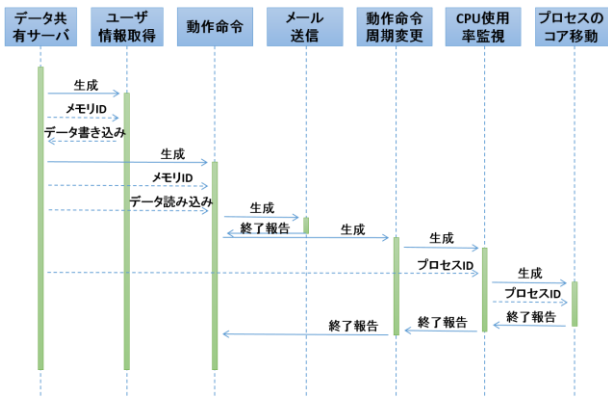 データ共
有サーバ
ユーザ
情報取得
動作命令
メール
送信
動作命令
周期変更
CPU使用
率監視
プロセスの
コア移動
生成
メモリID
データ書き込み
生成
メモリID
データ読み込み
生成
終了報告
生成
生成
プロセスID
生成
プロセスID
終了報告
終了報告
終了報告